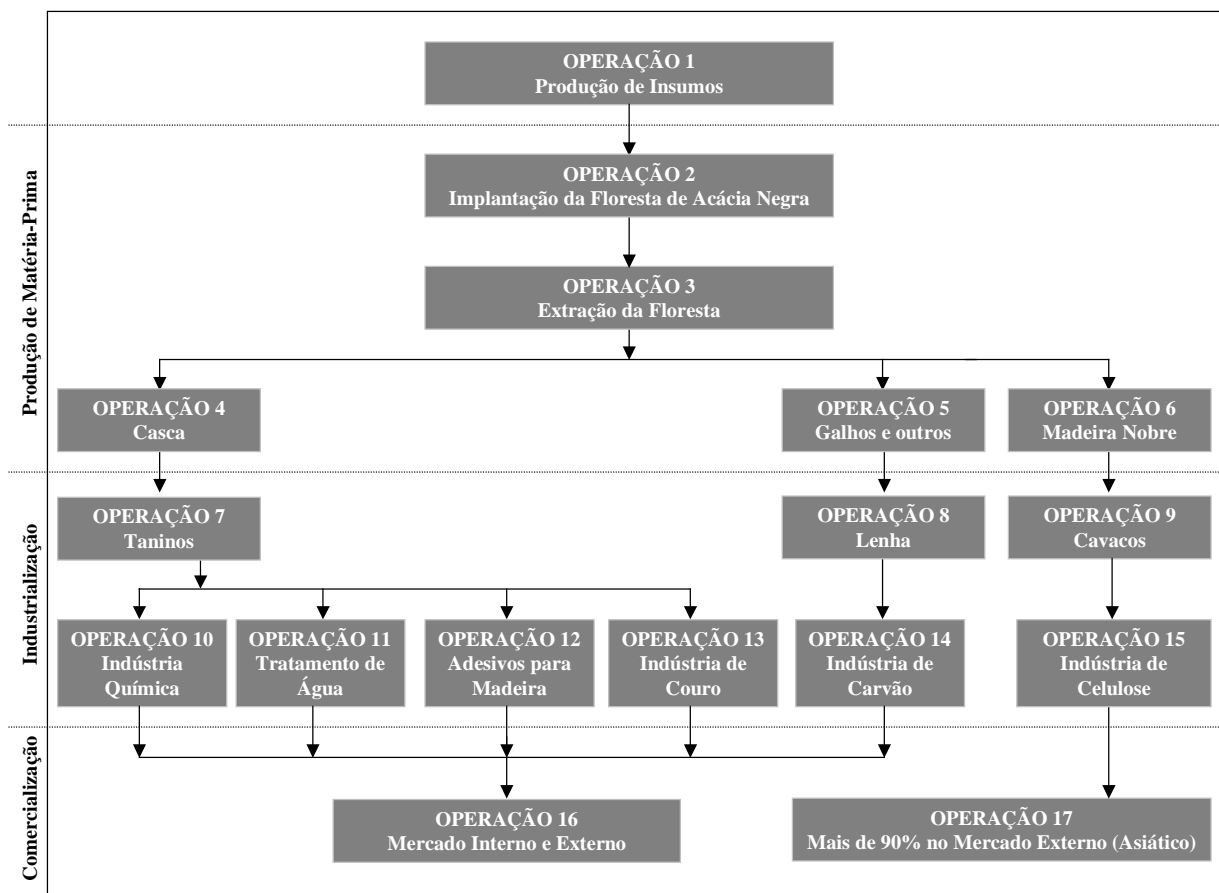 OPERAÇÃO 1
Produção de Insumos
Produção de Matéria-Prima
OPERAÇÃO 2
Implantação da Floresta de Acácia Negra
OPERAÇÃO 3
Extração da Floresta
OPERAÇÃO 4
Casca
OPERAÇÃO 5
Galhos e outros
OPERAÇÃO 6
Madeira Nobre
Industrialização
OPERAÇÃO 7
Taninos
OPERAÇÃO 8
Lenha
OPERAÇÃO 9
Cavacos
OPERAÇÃO 10
Indústria
Química
OPERAÇÃO 11
Tratamento de
Água
OPERAÇÃO 12
Adesivos para
Madeira
OPERAÇÃO 13
Indústria de
Couro
OPERAÇÃO 14
Indústria de
Carvão
OPERAÇÃO 15
Indústria de
Celulose
Comercialização
OPERAÇÃO 16
Mercado Interno e Externo
OPERAÇÃO 17
Mais de 90% no Mercado Externo (Asiático)